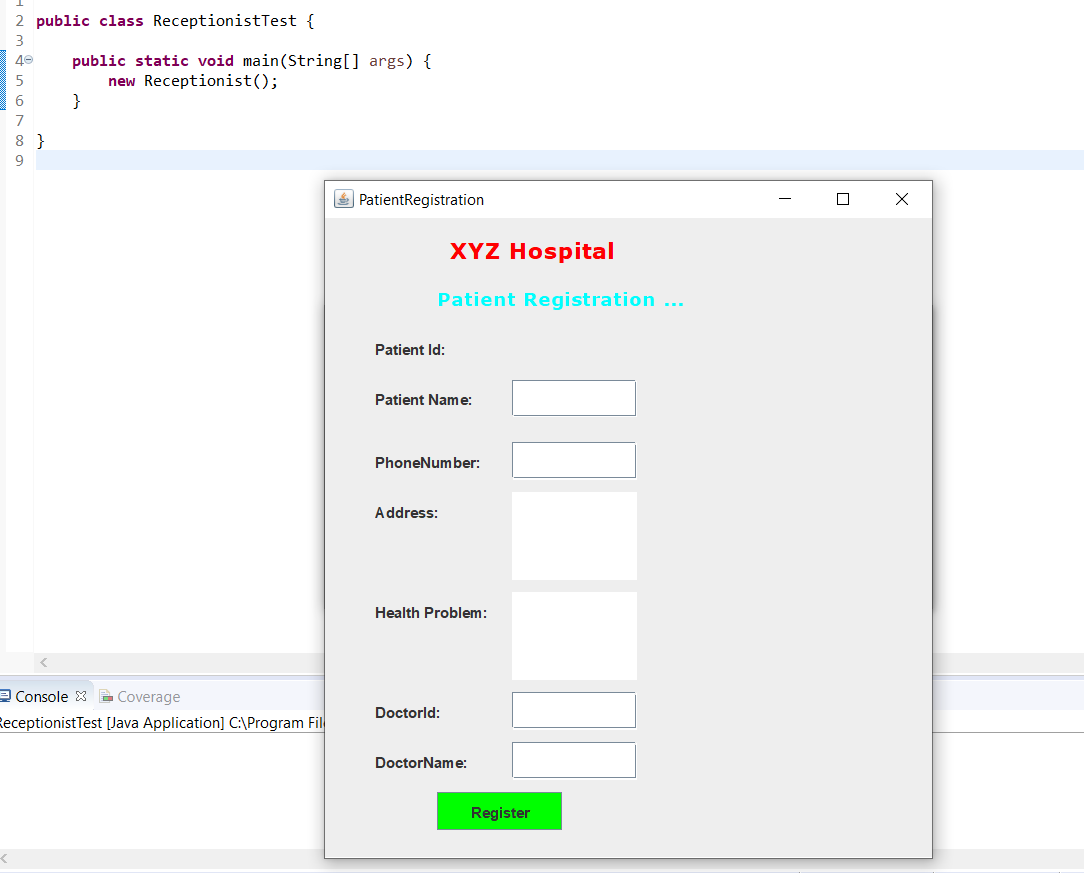 1
2 public class ReceptionistTest {
3
4 public static void main(String[] args) {
5 new Receptionist();
6 }
7
8 }
9
PatientRegistration
XYZ Hospital
Patient Registration ...
Patient Id:
Patient Name:
PhoneNumber:
Address:
Health Problem:
DoctorId:
DoctorName:
Register
Console Coverage
ReceptionistTest [Java Application] C:\Program File